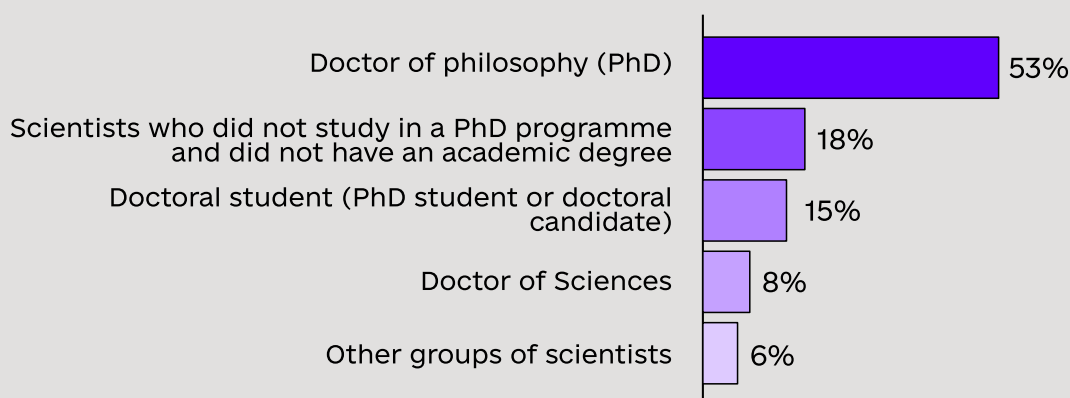 Doctor of philosophy (PhD)
53%
Scientists who did not study in a PhD programme
and did not have an academic degree
18%
Doctoral student (PhD student or doctoral
candidate)
15%
Doctor of Sciences
8%
Other groups of scientists
6%